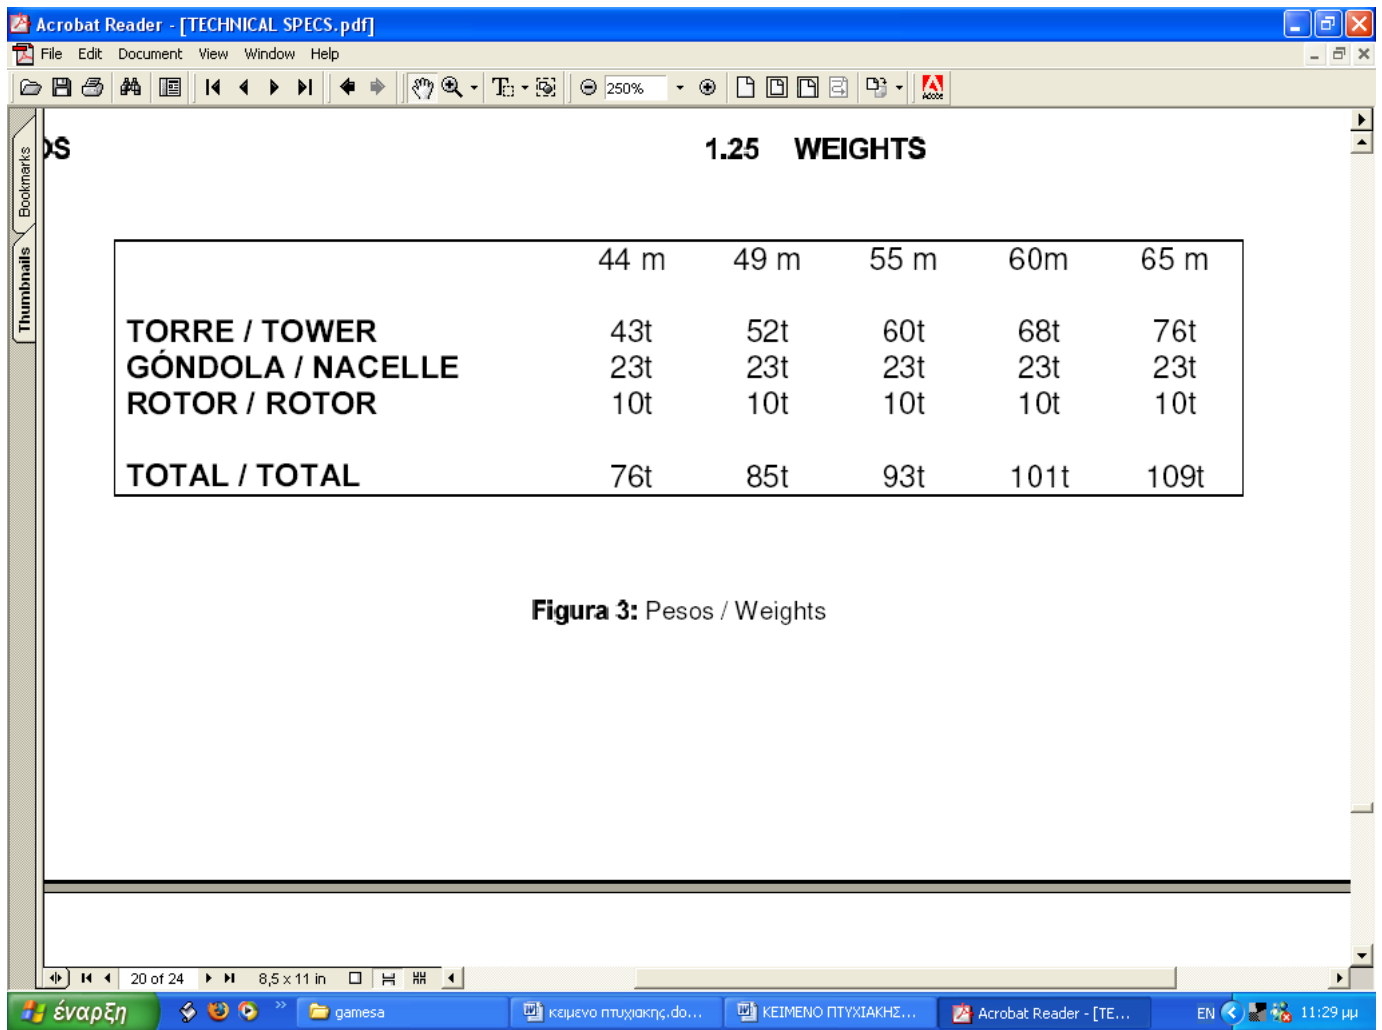 Acrobat Reader - [TECHNICAL SPECS.pdf]
File Edit Document View Window Help
250%
Adobe
Bookmarks
Thumbnails
OS 1.25 WEIGHTS
44 m 49 m 55 m 60m 65 m
TORRE / TOWER 43t 52t 60t 68t 76t
GÓNDOLA / NACELLE 23t 23t 23t 23t 23t
ROTOR / ROTOR 10t 10t 10t 10t 10t
TOTAL / TOTAL 76t 85t 93t 101t 109t
Figura 3: Pesos / Weights
20 of 24 8,5 x 11 in
έναρξη gamesa κειμενο πτυχιακης.do... ΚΕΙΜΕΝΟ ΠΤΥΧΙΑΚΗΣ... Acrobat Reader - [TE... EN 11:29 μμ